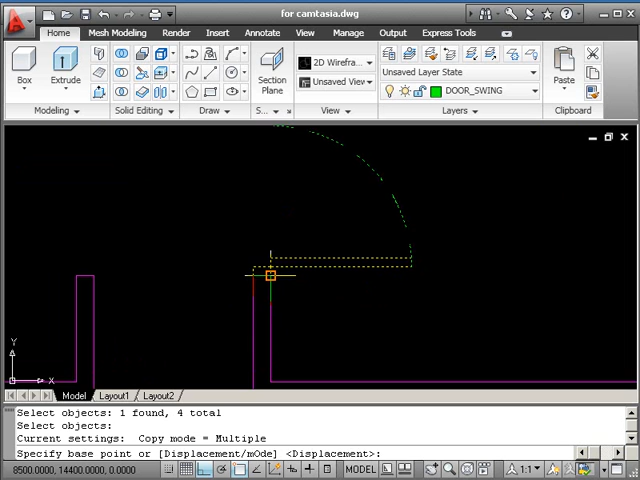 for camtasia.dwg
Home Mesh Modeling Render Insert Annotate View Manage Output Express Tools
Box
Extrude
Section
Plane
2D Wirefra...
Unsaved View
Unsaved Layer State
DOOR_SWING
Paste
Modeling Solid Editing Draw S... View Layers Clipboard
Y
X
Model Layout1 Layout2
Select objects: 1 found, 4 total
Select objects:
Current settings: Copy mode = Multiple
Specify base point or [Displacement/mOde] <Displacement>:
8500.0000, 14400.0000, 0.0000 MODEL 1:1